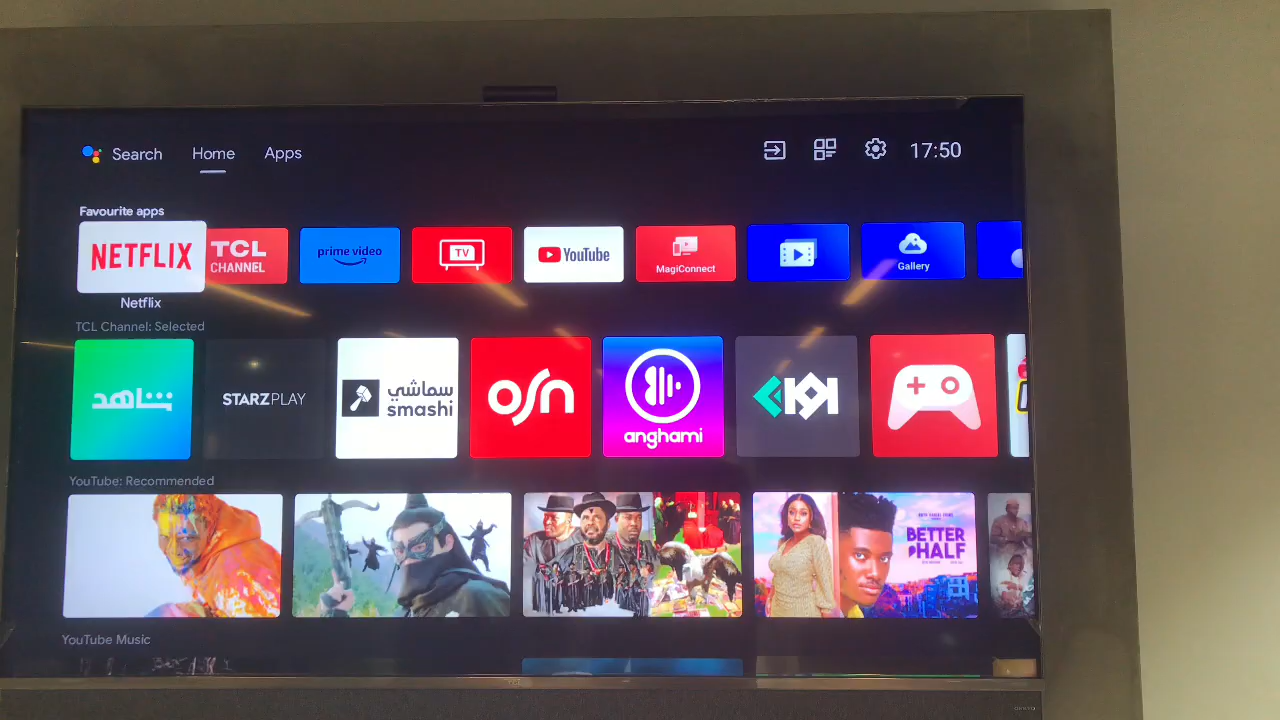 Search Home Apps 17:50
Favourite apps
NETFLIX
TCL
CHANNEL
prime video
TV
YouTube
MagiConnect
Gallery
Netflix
TCL Channel: Selected
شاهد
STARZPLAY
سماشي
smashi
osn
anghami
YouTube: Recommended
BETTER
HALF
YouTube Music